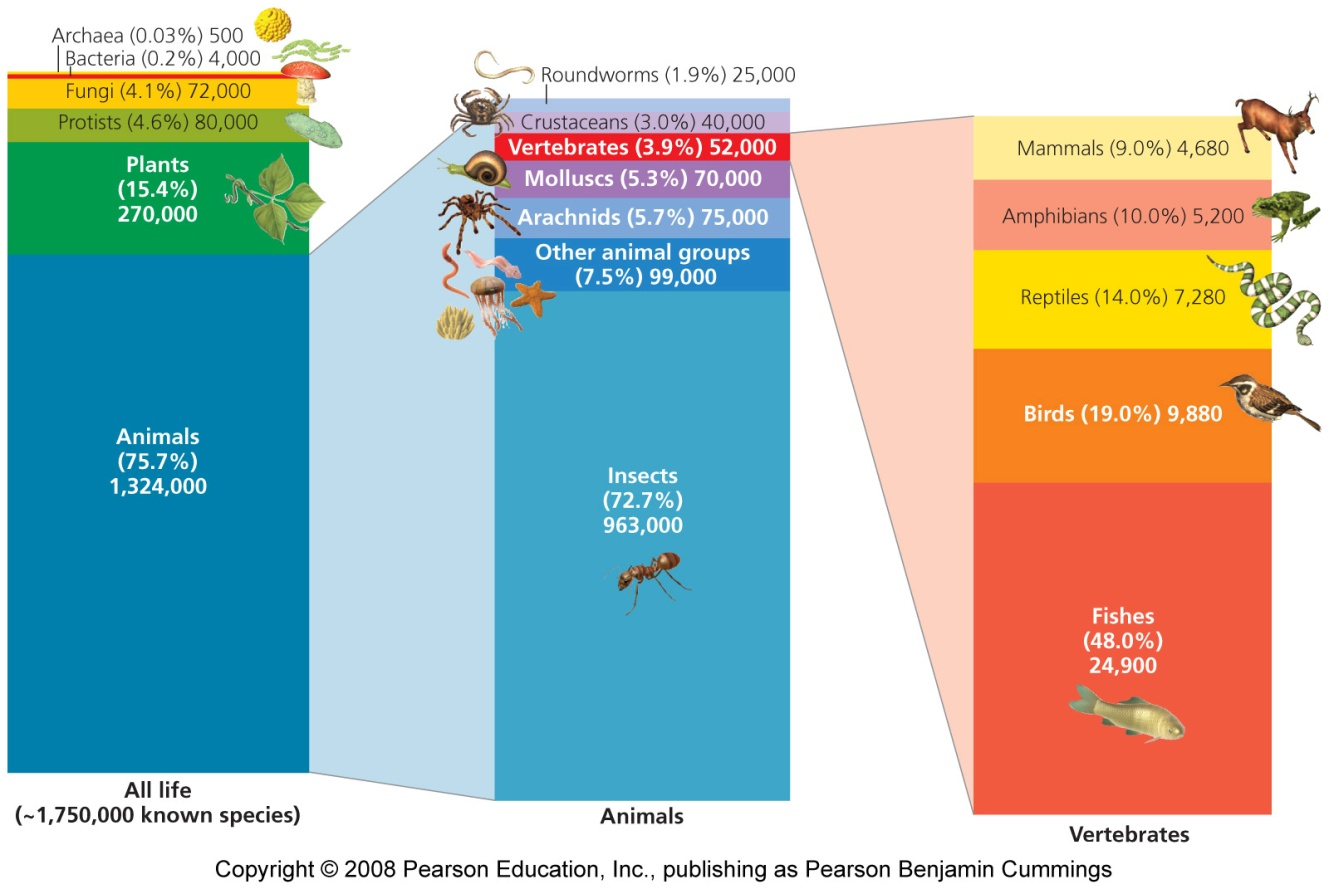 Archaea (0.03%) 500
Bacteria (0.2%) 4,000
Fungi (4.1%) 72,000
Protists (4.6%) 80,000
Plants
(15.4%)
270,000
Animals
(75.7%)
1,324,000
All life
(~1,750,000 known species)
Roundworms (1.9%) 25,000
Crustaceans (3.0%) 40,000
Vertebrates (3.9%) 52,000
Molluscs (5.3%) 70,000
Arachnids (5.7%) 75,000
Other animal groups
(7.5%) 99,000
Insects
(72.7%)
963,000
Animals
Mammals (9.0%) 4,680
Amphibians (10.0%) 5,200
Reptiles (14.0%) 7,280
Birds (19.0%) 9,880
Fishes
(48.0%)
24,900
Vertebrates
Copyright © 2008 Pearson Education, Inc., publishing as Pearson Benjamin Cummings